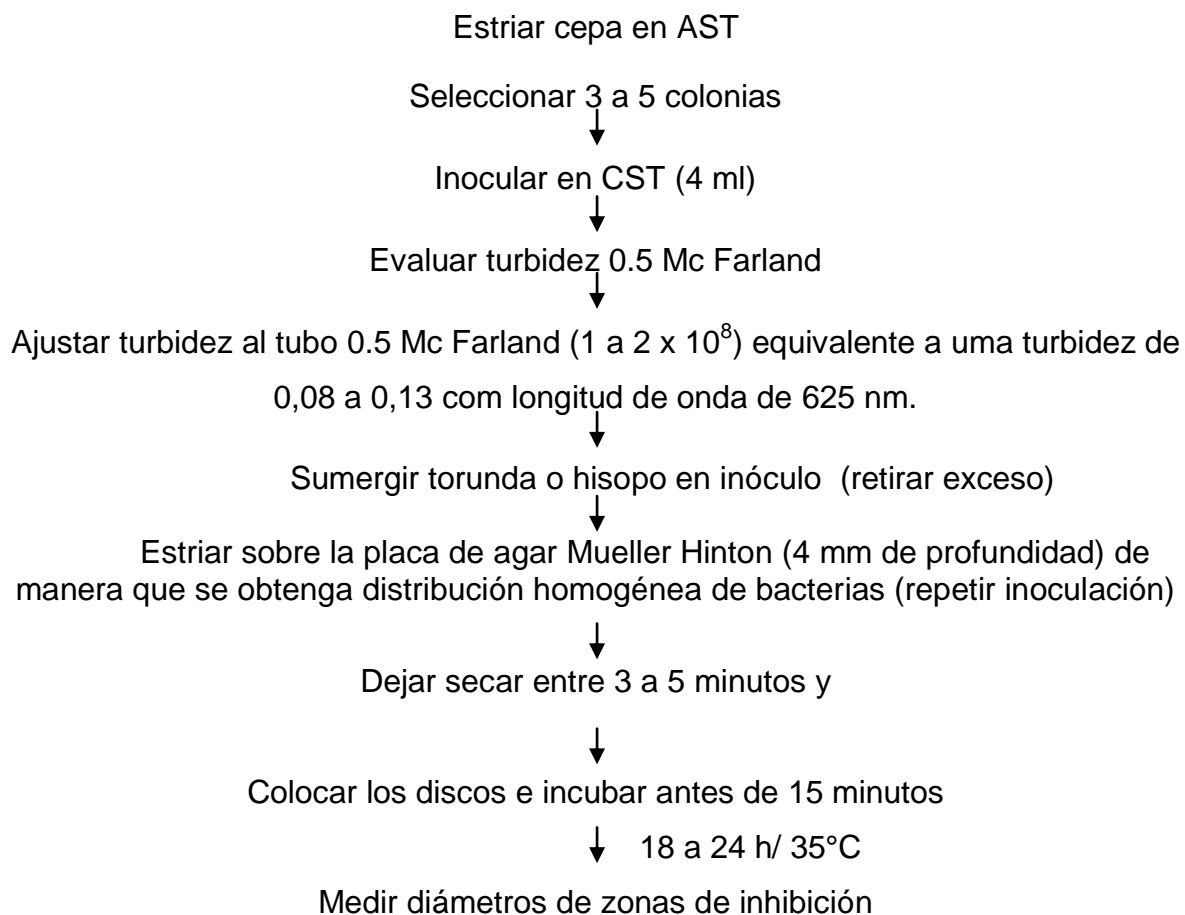 Estriar cepa en AST
Seleccionar 3 a 5 colonias
Inocular en CST (4 ml)
Evaluar turbidez 0.5 Mc Farland
Ajustar turbidez al tubo 0.5 Mc Farland (1 a 2 x 10⁸) equivalente a uma turbidez de
0,08 a 0,13 com longitud de onda de 625 nm.
Sumergir torunda o hisopo en inóculo (retirar exceso)
Estriar sobre la placa de agar Mueller Hinton (4 mm de profundidad) de
manera que se obtenga distribución homogénea de bacterias (repetir inoculación)
Dejar secar entre 3 a 5 minutos y
Colocar los discos e incubar antes de 15 minutos
18 a 24 h/ 35°C
Medir diámetros de zonas de inhibición